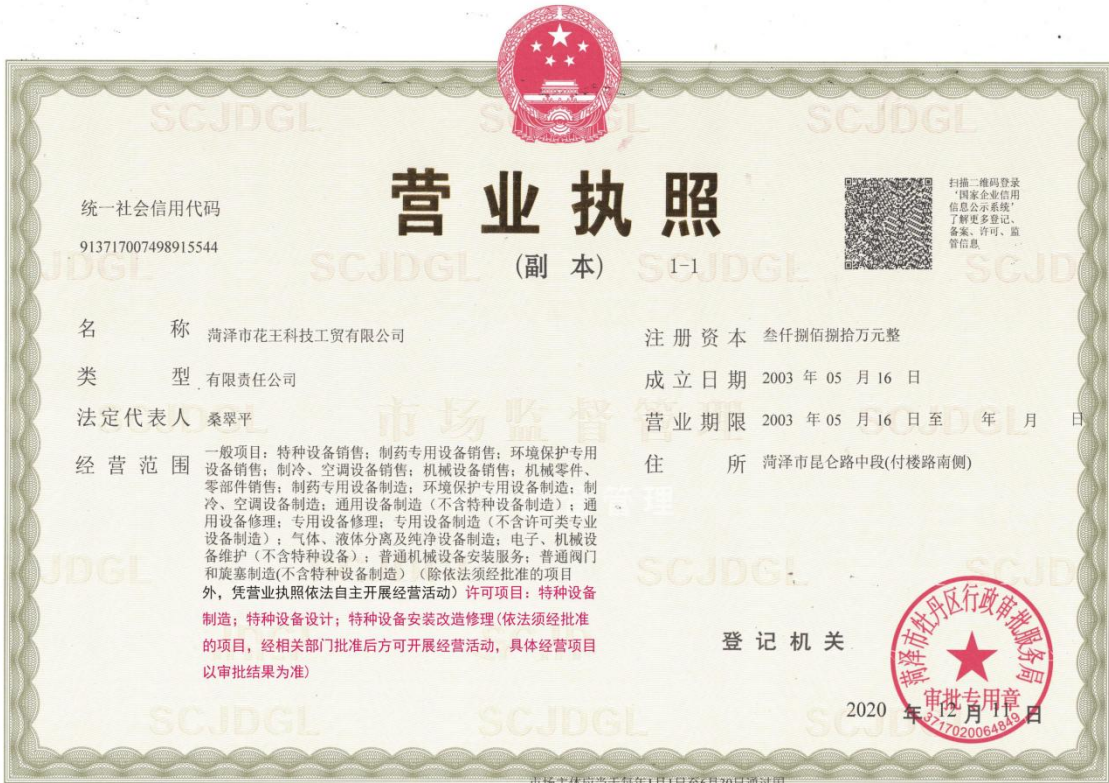 营业执照
(副 本) 1-1
统一社会信用代码
913717007498915544
扫描二维码登录
‘国家企业信用
信息公示系统’
了解更多登记、
备案、许可、监
管信息
名 称 菏泽市花王科技工贸有限公司
类 型 有限责任公司
法定代表人 桑翠平
经营范围 一般项目：特种设备销售；制药专用设备销售；环境保护专用
设备销售；制冷、空调设备销售；机械设备销售；机械零件、
零部件销售；制药专用设备制造；环境保护专用设备制造；制
冷、空调设备制造；通用设备制造（不含特种设备制造）；通
用设备修理；专用设备修理；专用设备制造（不含许可类专业
设备制造）；气体、液体分离及纯净设备制造；电子、机械设
备维护（不含特种设备）；普通机械设备安装服务；普通阀门
和旋塞制造(不含特种设备制造）（除依法须经批准的项目
外，凭营业执照依法自主开展经营活动）许可项目：特种设备
制造；特种设备设计；特种设备安装改造修理(依法须经批准
的项目，经相关部门批准后方可开展经营活动，具体经营项目
以审批结果为准)
注册资本 叁仟捌佰捌拾万元整
成立日期 2003 年 05 月 16 日
营业期限 2003 年 05 月 16 日 至 年 月 日
住 所 菏泽市昆仑路中段(付楼路南侧)
登记机关
菏泽市牡丹区行政审批服务局
审批专用章
3717020064849
2020 年 12 月 11 日
SCJDGL
市场监督管理
市场主体应当于每年1月1日至6月30日通过国